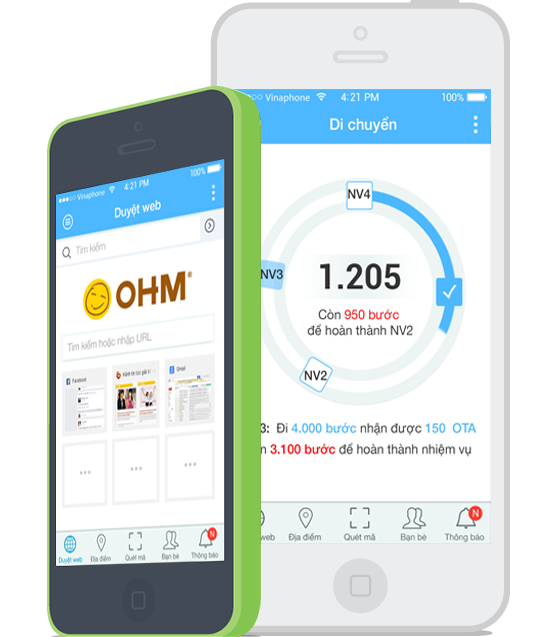 Vinaphone 4:21 PM 100%
Duyệt web
Tìm kiếm
OHM®
Tìm kiếm hoặc nhập URL
Facebook
Gmail
Duyệt web Địa điểm Quét mã Bạn bè Thông báo
N
Vinaphone 4:21 PM 100%
Di chuyển
NV4
NV3
1.205
Còn 950 bước
để hoàn thành NV2
NV2
3: Đi 4.000 bước nhận được 150 OTA
n 3.100 bước để hoàn thành nhiệm vụ
web Địa điểm Quét mã Bạn bè Thông báo
N